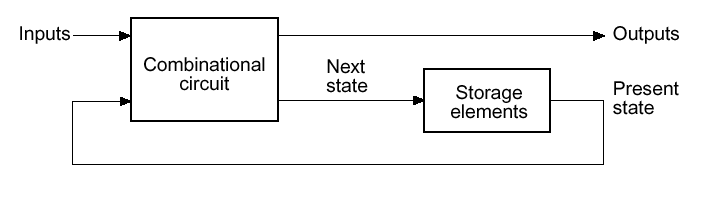 Inputs
Combinational
circuit
Outputs
Next
state
Storage
elements
Present
state